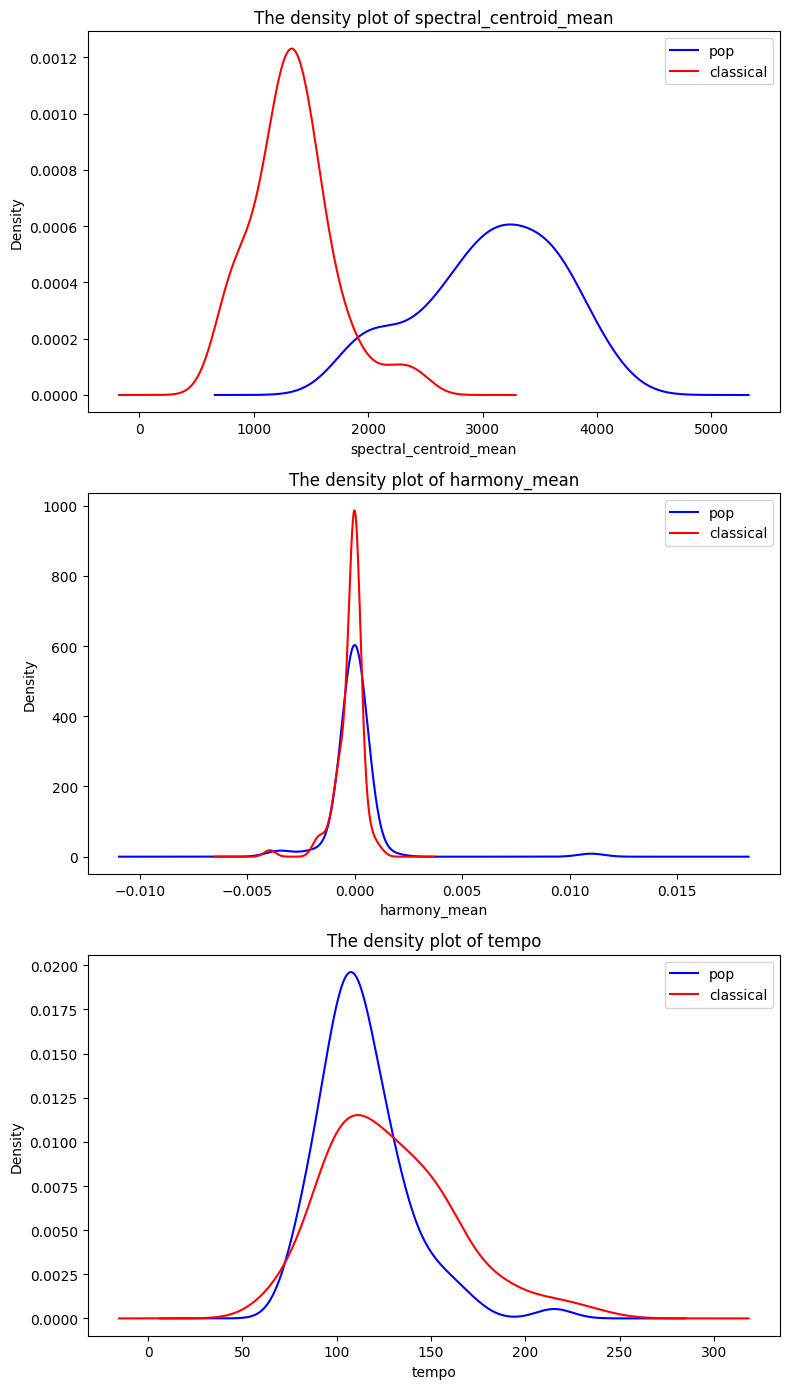 The density plot of spectral_centroid_mean
pop
classical
0.0012
0.0010
0.0008
0.0006
0.0004
0.0002
0.0000
Density
0 1000 2000 3000 4000 5000
spectral_centroid_mean
The density plot of harmony_mean
pop
classical
1000
800
600
400
200
0
Density
−0.010 −0.005 0.000 0.005 0.010 0.015
harmony_mean
The density plot of tempo
pop
classical
0.0200
0.0175
0.0150
0.0125
0.0100
0.0075
0.0050
0.0025
0.0000
Density
0 50 100 150 200 250 300
tempo